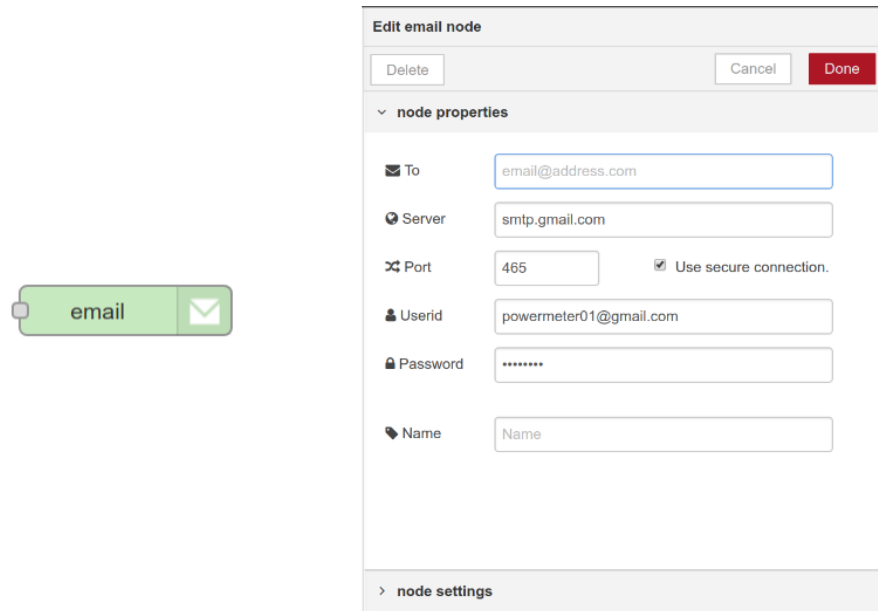 Edit email node
Delete Cancel Done
node properties
To email@address.com
Server smtp.gmail.com
Port 465 Use secure connection.
email
Userid powermeter01@gmail.com
Password ••••••••
Name Name
node settings